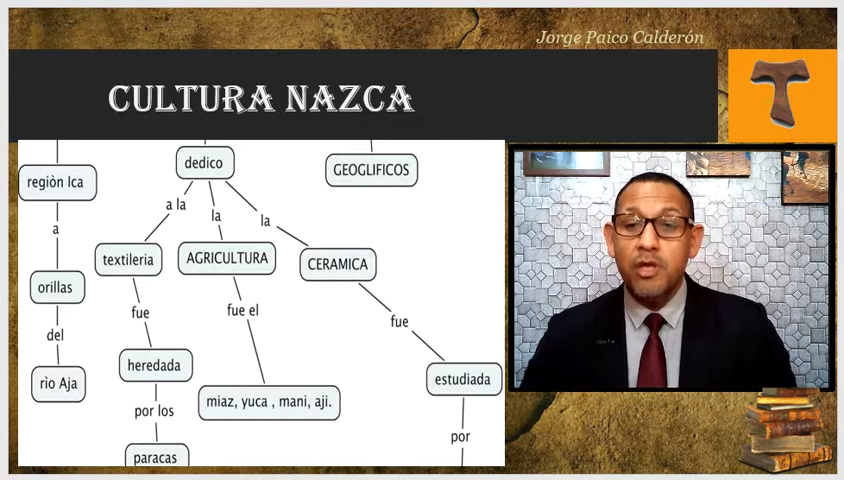 Jorge Paico Calderón
CULTURA NAZCA
dedico
GEOGLIFICOS
regiòn Ica
a la
la
la
a
textileria
AGRICULTURA
CERAMICA
orillas
fue
fue el
fue
del
heredada
estudiada
rìo Aja
miaz, yuca , mani, aji.
por los
por
paracas